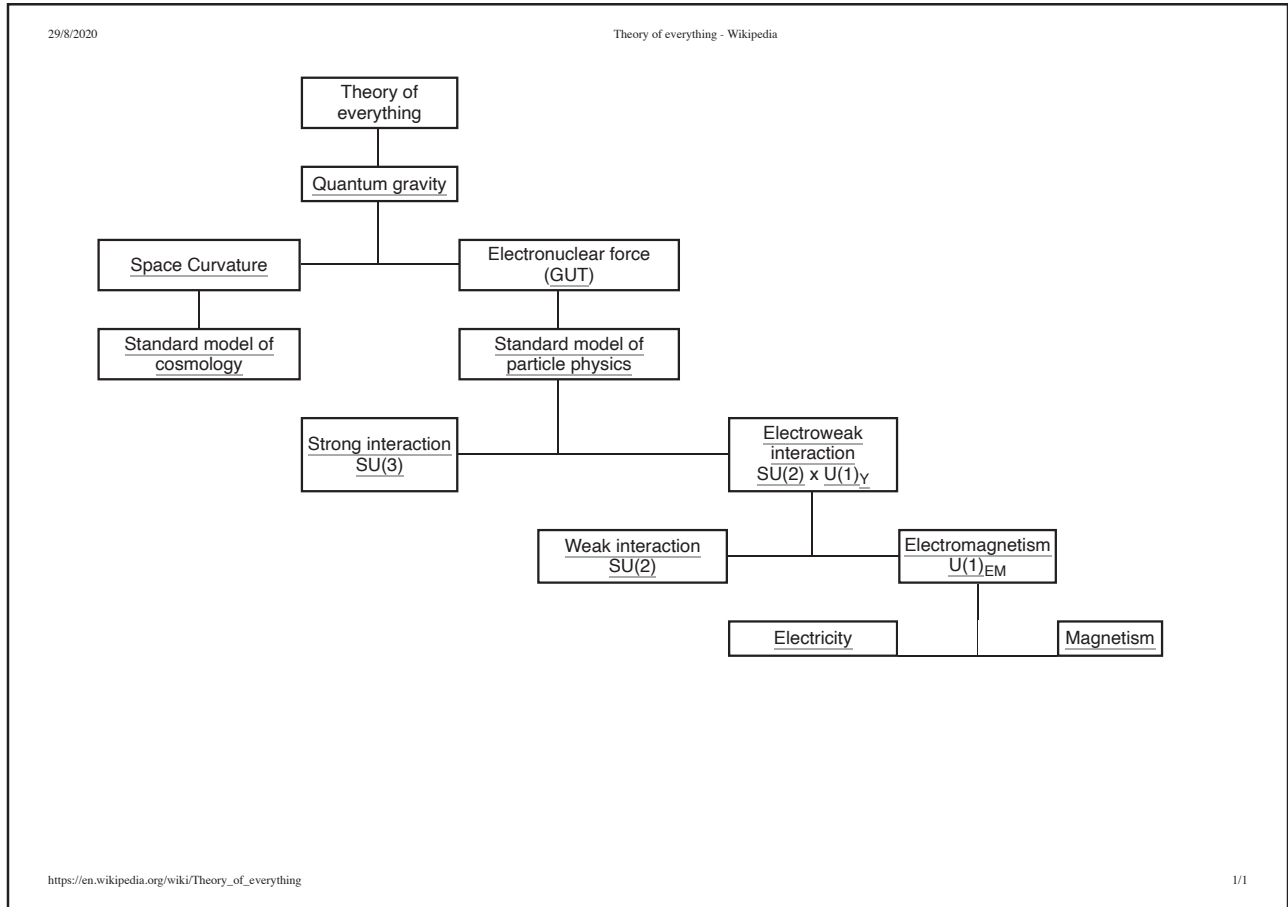 29/8/2020
Theory of everything - Wikipedia
Theory of
everything
Quantum gravity
Space Curvature
Electronuclear force
(GUT)
Standard model of
cosmology
Standard model of
particle physics
Strong interaction
SU(3)
Electroweak
interaction
SU(2) x U(1)Y
Weak interaction
SU(2)
Electromagnetism
U(1)EM
Electricity
Magnetism
https://en.wikipedia.org/wiki/Theory_of_everything
1/1